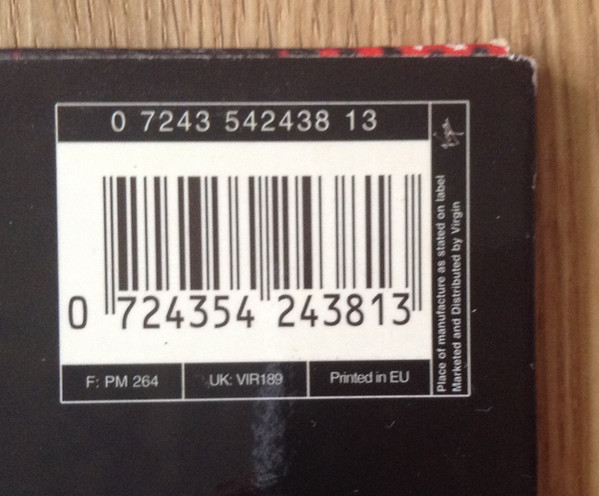 0 7243 542438 13
0 724354 243813
F: PM 264
UK: VIR189
Printed in EU
Place of manufacture as stated on label
Marketed and Distributed by Virgin
Virgin